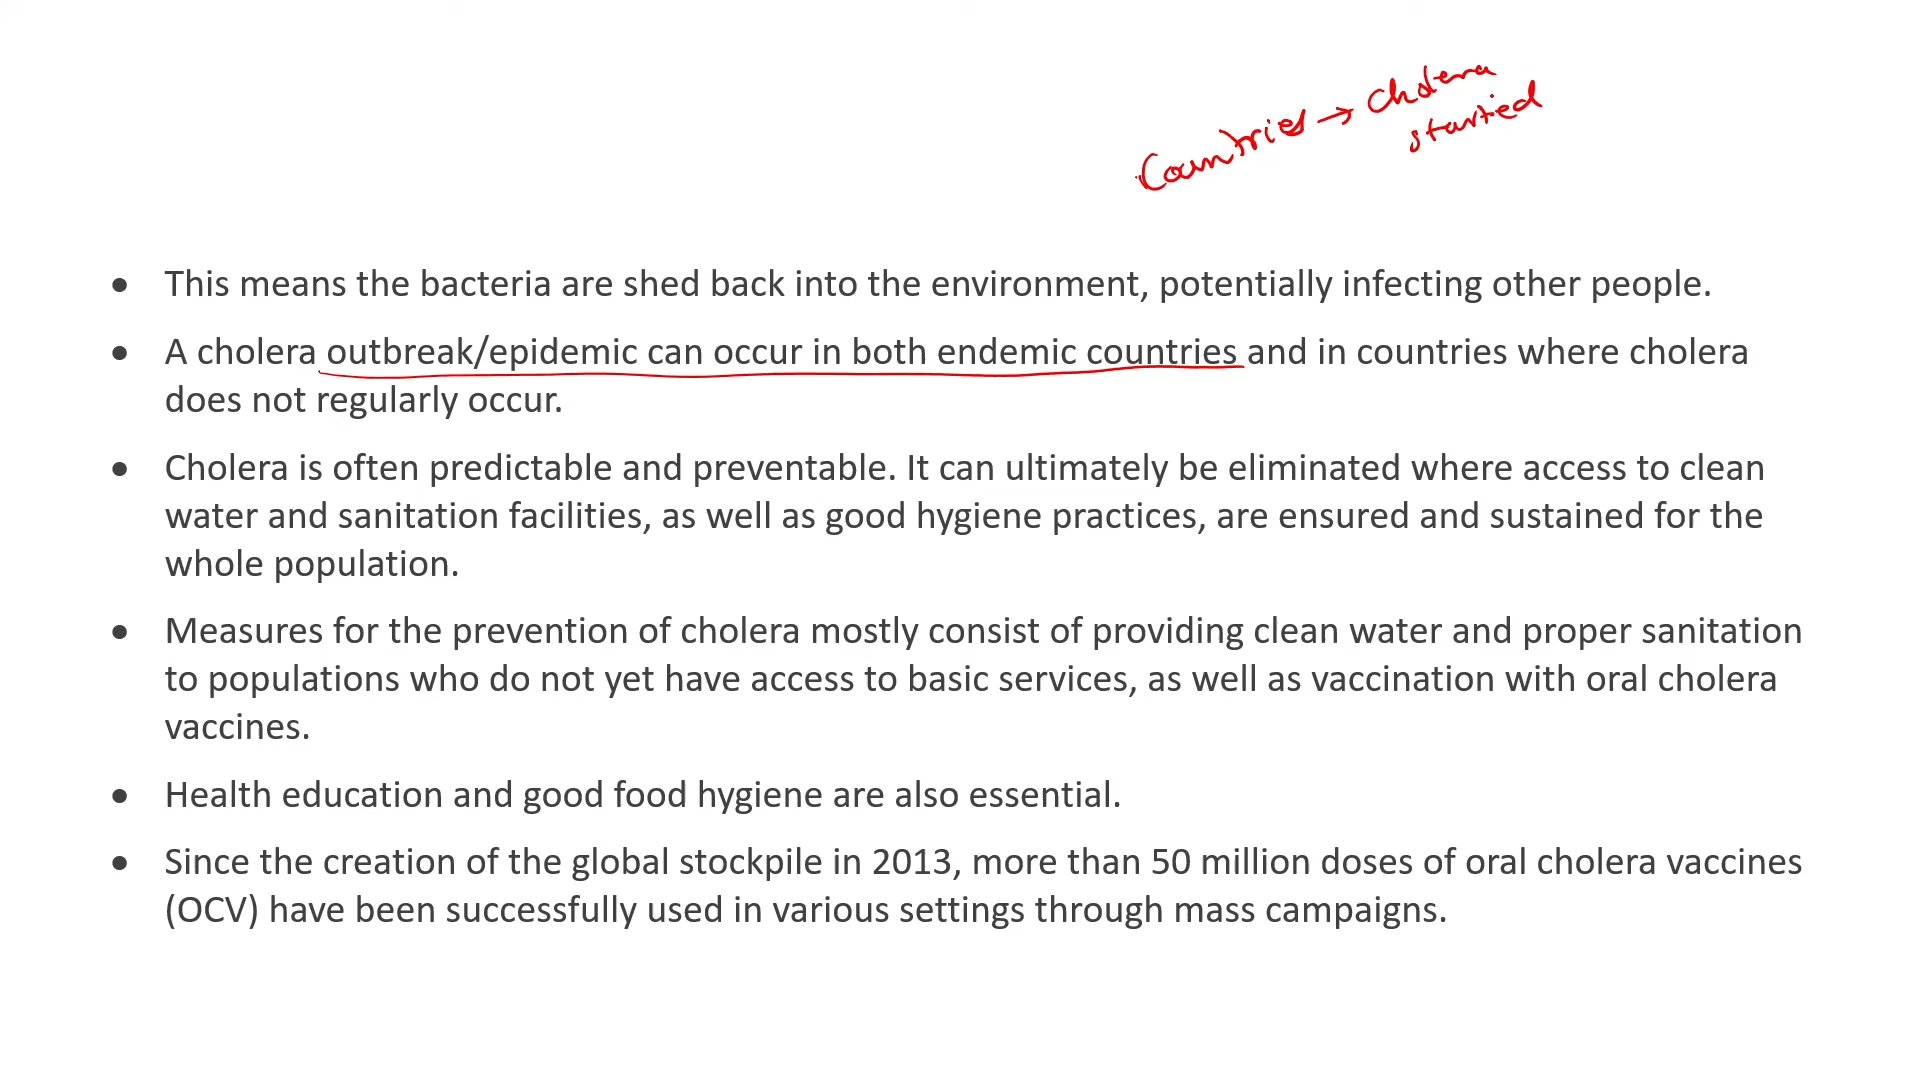 Countries → Cholera
started
• This means the bacteria are shed back into the environment, potentially infecting other people.
• A cholera outbreak/epidemic can occur in both endemic countries and in countries where cholera
does not regularly occur.
• Cholera is often predictable and preventable. It can ultimately be eliminated where access to clean
water and sanitation facilities, as well as good hygiene practices, are ensured and sustained for the
whole population.
• Measures for the prevention of cholera mostly consist of providing clean water and proper sanitation
to populations who do not yet have access to basic services, as well as vaccination with oral cholera
vaccines.
• Health education and good food hygiene are also essential.
• Since the creation of the global stockpile in 2013, more than 50 million doses of oral cholera vaccines
(OCV) have been successfully used in various settings through mass campaigns.